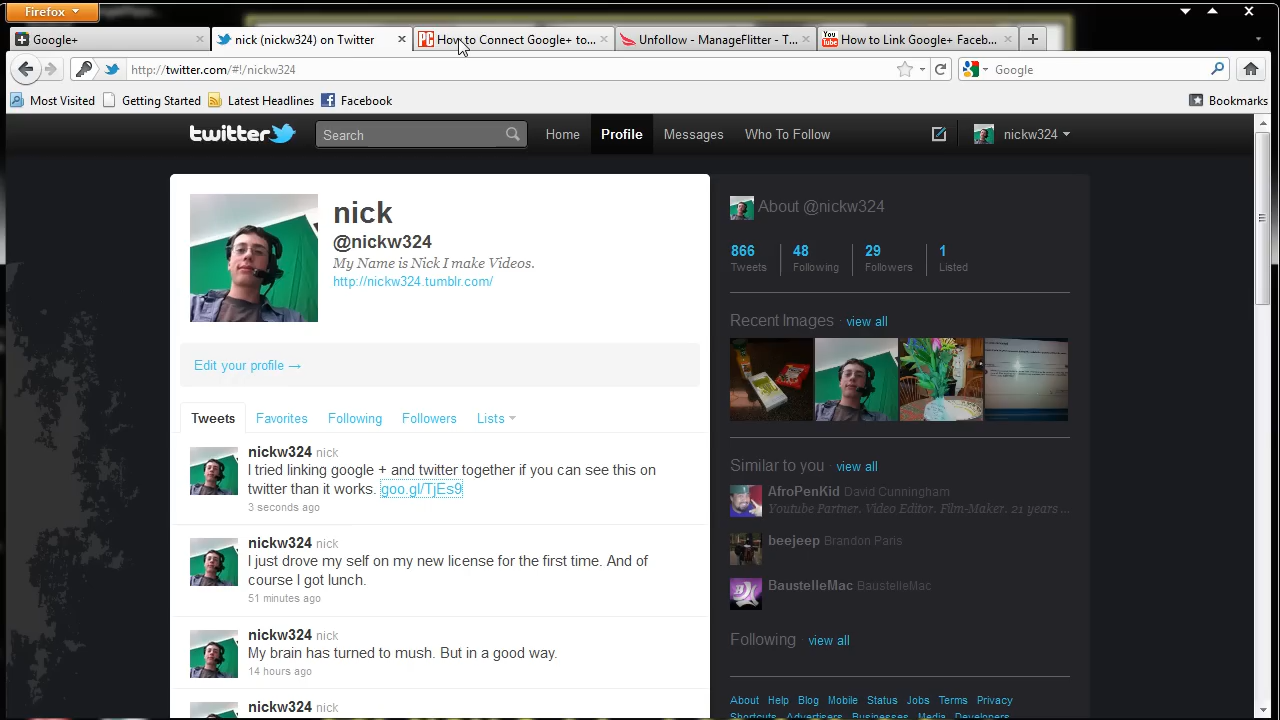 Firefox
Google+
nick (nickw324) on Twitter
PC How to Connect Google+ to...
Unfollow - ManageFlitter - T...
You Tube How to Link Google+ Faceb...
http://twitter.com/#!/nickw324
Google
Most Visited
Getting Started
Latest Headlines
Facebook
Bookmarks
twitter
Search
Home
Profile
Messages
Who To Follow
nickw324
nick
@nickw324
My Name is Nick I make Videos.
http://nickw324.tumblr.com/
Edit your profile →
Tweets
Favorites
Following
Followers
Lists
nickw324 nick
I tried linking google + and twitter together if you can see this on
twitter than it works. goo.gl/TjEs9
3 seconds ago
nickw324 nick
I just drove my self on my new license for the first time. And of
course I got lunch.
51 minutes ago
nickw324 nick
My brain has turned to mush. But in a good way.
14 hours ago
nickw324 nick
About @nickw324
866 48 29 1
Tweets Following Followers Listed
Recent Images · view all
Similar to you · view all
AfroPenKid David Cunningham
Youtube Partner. Video Editor. Film-Maker. 21 years ...
beejeep Brandon Paris
BaustelleMac BaustelleMac
Following · view all
About Help Blog Mobile Status Jobs Terms Privacy
Shortcuts Advertisers Businesses Media Developers